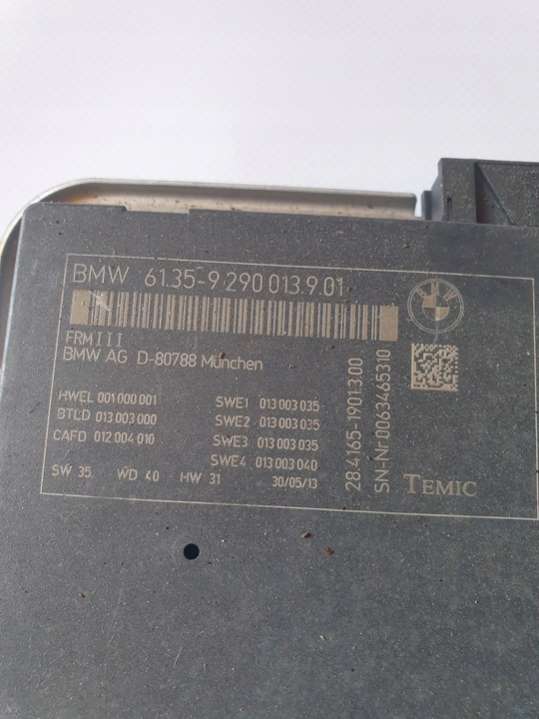 BMW 61.35-9 290 013 9.01
FRMIII
BMW AG D-80788 München
HWEL 001 000 001
BTLD 013 003 000
CAFD 012 004 010
SWE1 013 003 035
SWE2 013 003 035
SWE3 013 003 035
SWE4 013 003 040
SW 35 WD 40 HW 31 30/05/13
28.4165-1901.3.00
SN-Nr.0063465310
TEMIC